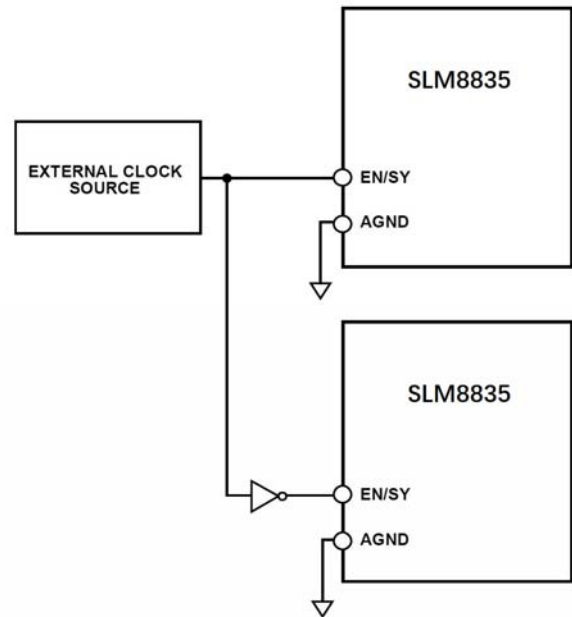 SLM8835
EXTERNAL CLOCK
SOURCE
EN/SY
AGND
SLM8835
EN/SY
AGND